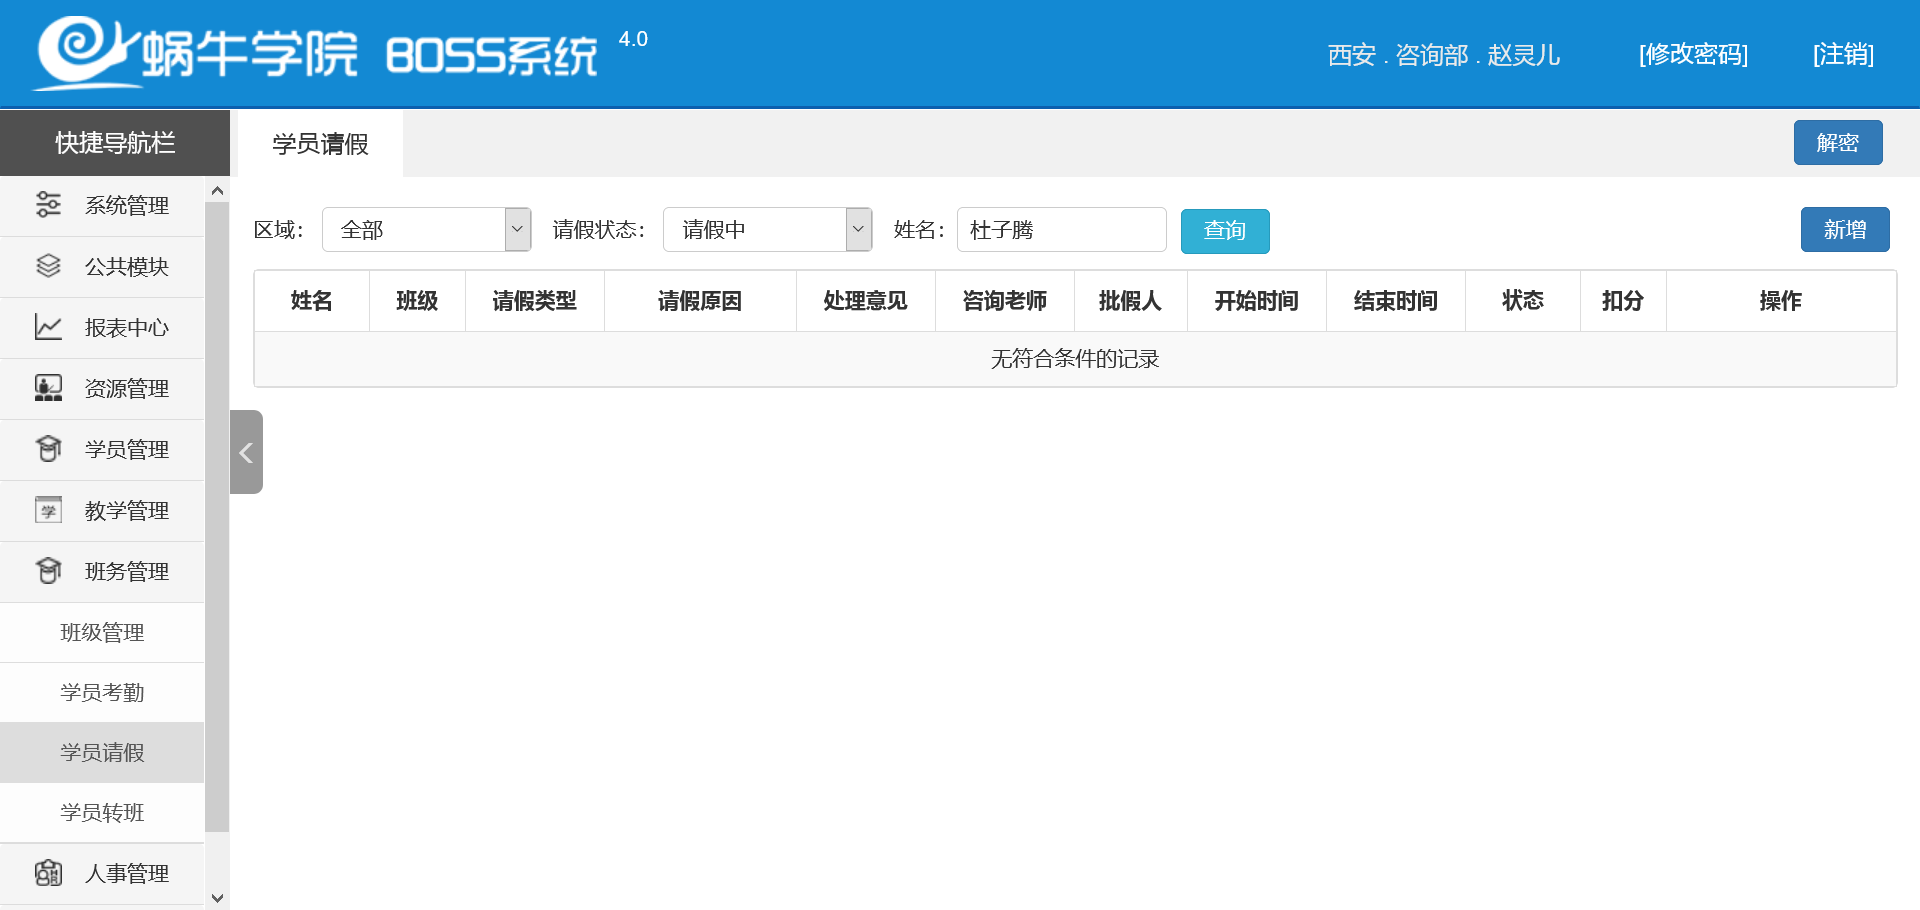 蜗牛学院 BOSS系统 4.0
西安 . 咨询部 . 赵灵儿 [修改密码] [注销]
快捷导航栏
学员请假
解密
系统管理
公共模块
报表中心
资源管理
学员管理
教学管理
班务管理
班级管理
学员考勤
学员请假
学员转班
人事管理
区域： 全部 请假状态： 请假中 姓名： 杜子腾 查询 新增
姓名 班级 请假类型 请假原因 处理意见 咨询老师 批假人 开始时间 结束时间 状态 扣分 操作
无符合条件的记录